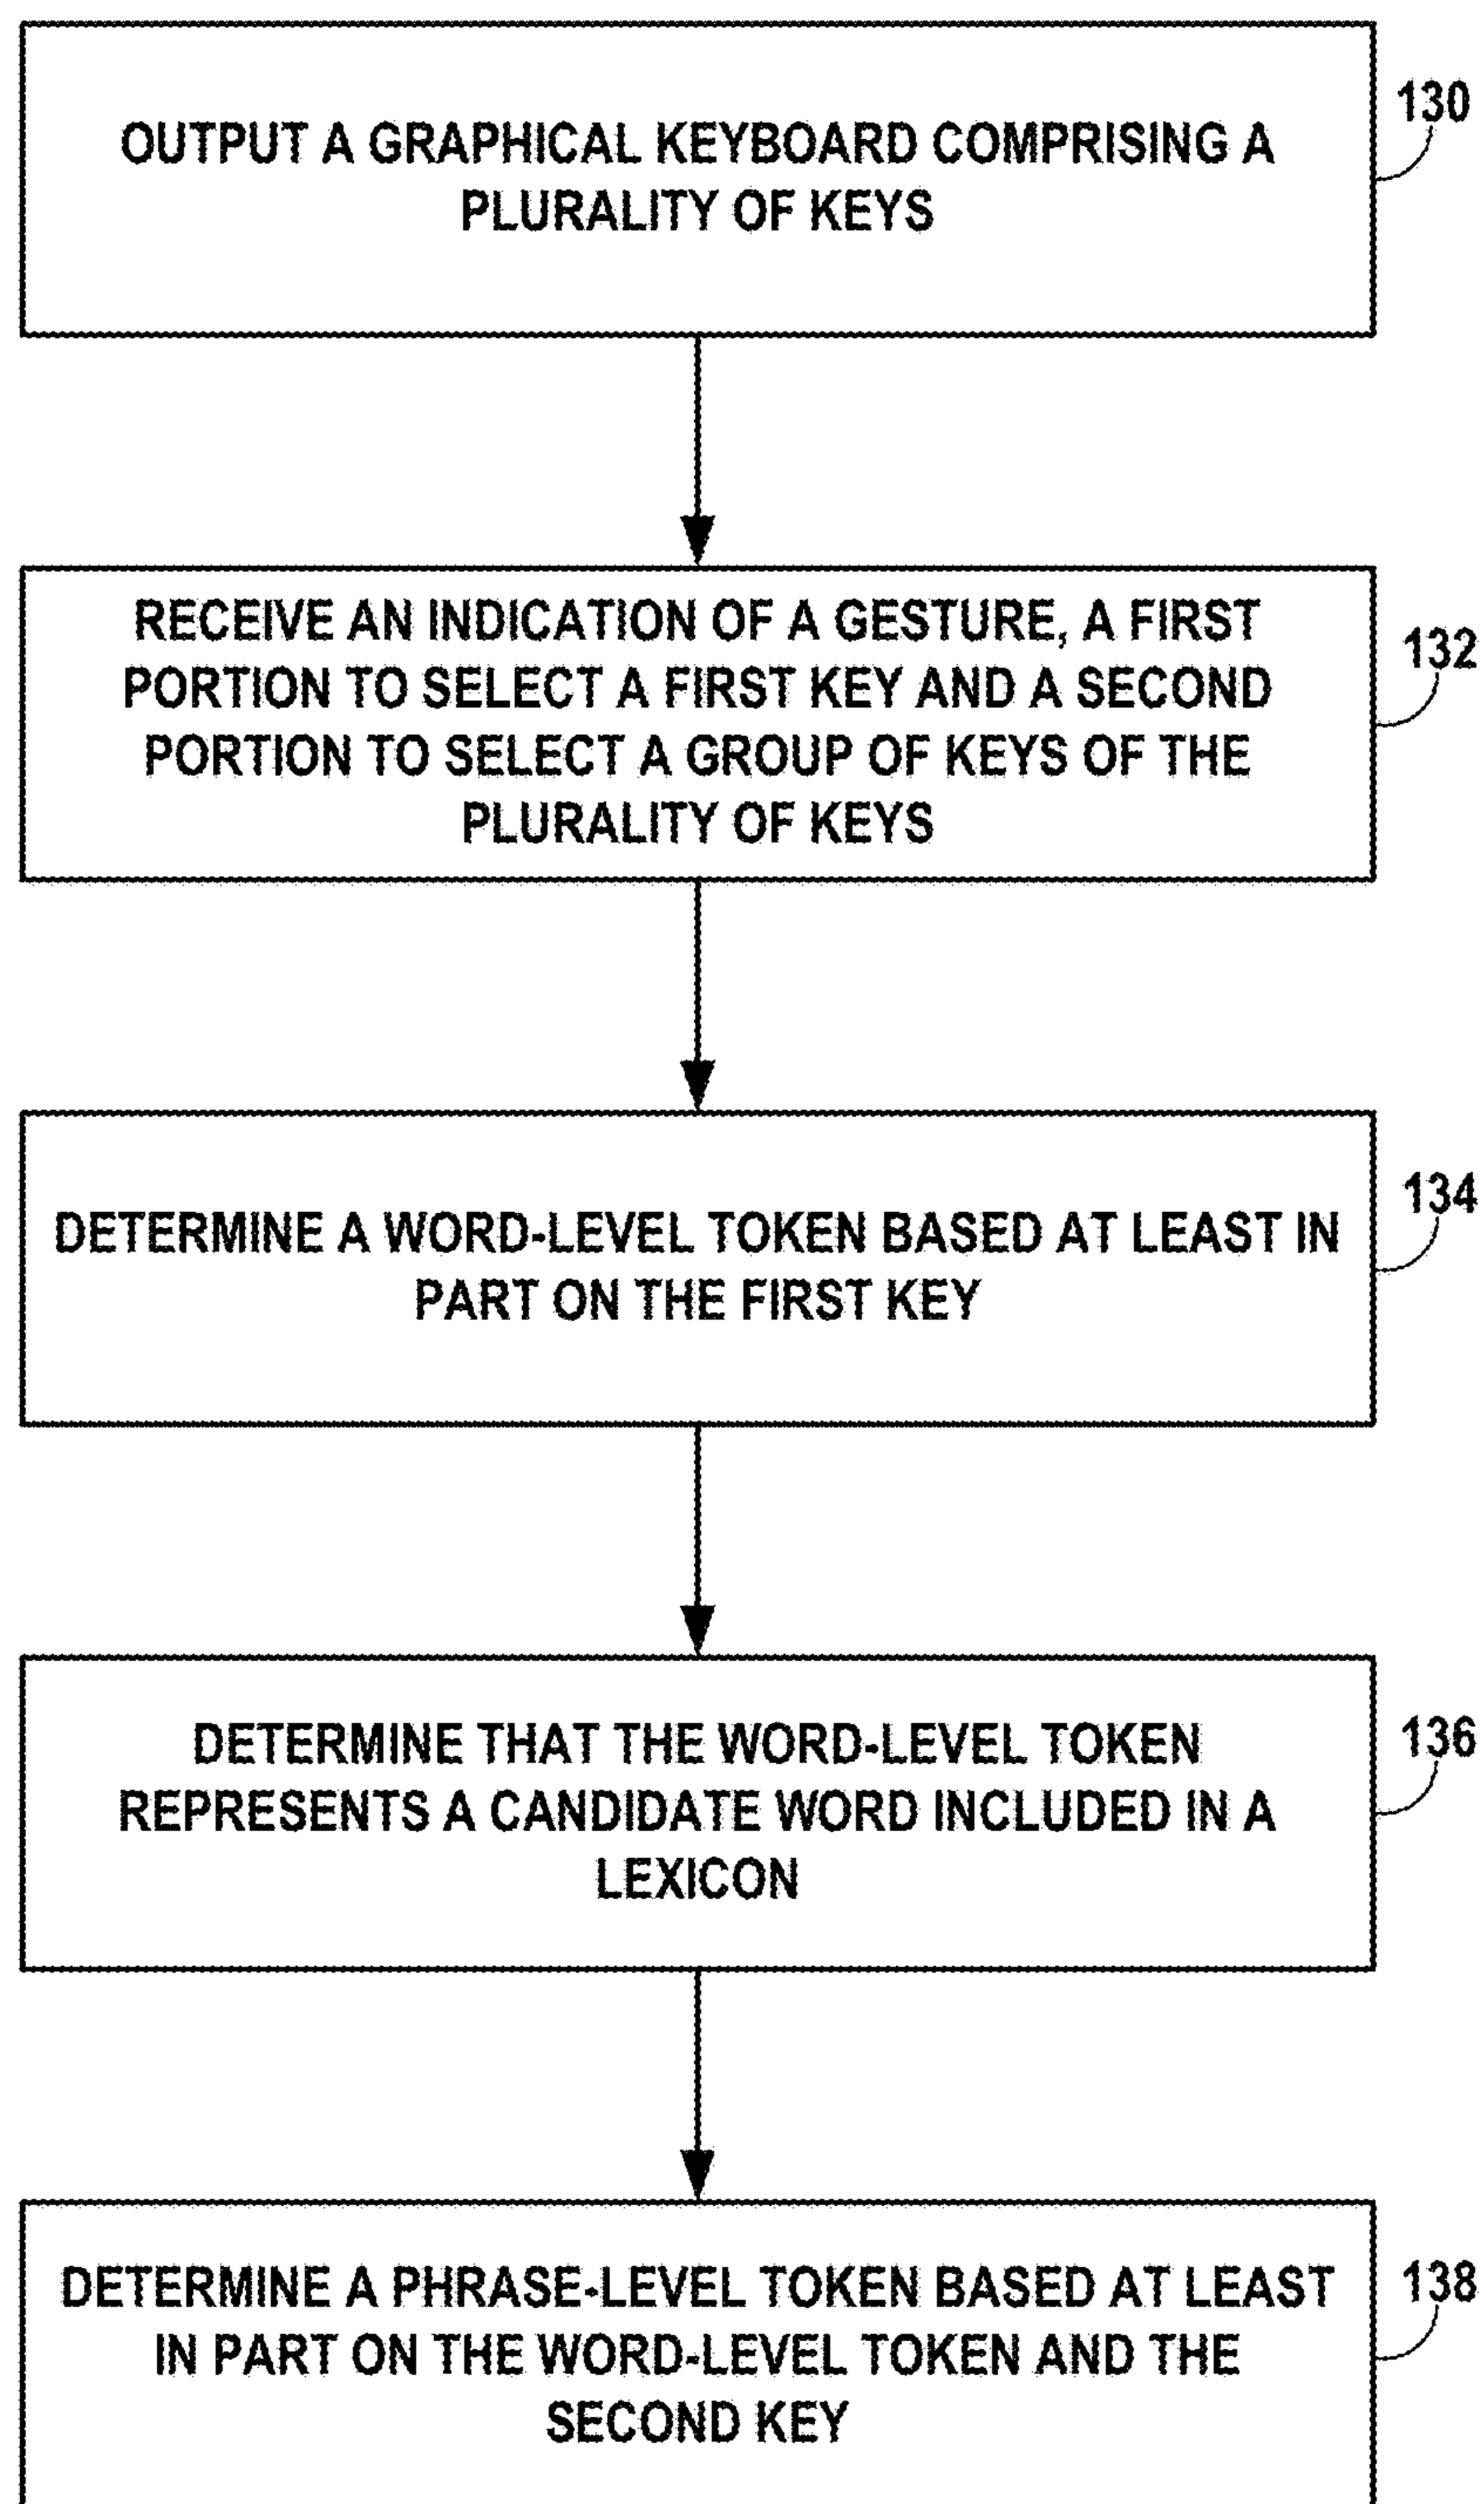 OUTPUT A GRAPHICAL KEYBOARD COMPRISING A
PLURALITY OF KEYS
130
RECEIVE AN INDICATION OF A GESTURE, A FIRST
PORTION TO SELECT A FIRST KEY AND A SECOND
PORTION TO SELECT A GROUP OF KEYS OF THE
PLURALITY OF KEYS
132
DETERMINE A WORD-LEVEL TOKEN BASED AT LEAST IN
PART ON THE FIRST KEY
134
DETERMINE THAT THE WORD-LEVEL TOKEN
REPRESENTS A CANDIDATE WORD INCLUDED IN A
LEXICON
136
DETERMINE A PHRASE-LEVEL TOKEN BASED AT LEAST
IN PART ON THE WORD-LEVEL TOKEN AND THE
SECOND KEY
138